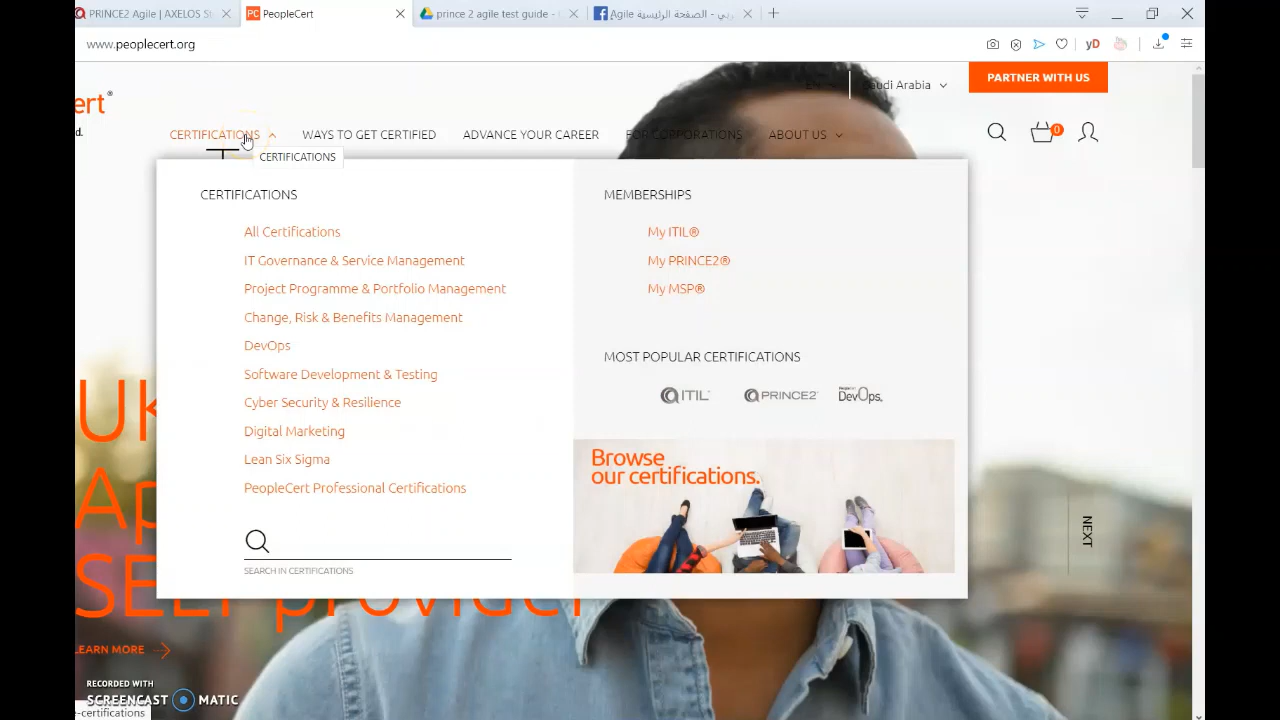 PRINCE2 Agile | AXELOS St
PeopleCert
prince 2 agile test guide - G
Agile ربي - الصفحة الرئيسية
www.peoplecert.org
yD
Saudi Arabia
PARTNER WITH US
ert®
d.
CERTIFICATIONS
WAYS TO GET CERTIFIED
ADVANCE YOUR CAREER
FOR CORPORATIONS
ABOUT US
0
CERTIFICATIONS
CERTIFICATIONS
All Certifications
IT Governance & Service Management
Project Programme & Portfolio Management
Change, Risk & Benefits Management
DevOps
Software Development & Testing
Cyber Security & Resilience
Digital Marketing
Lean Six Sigma
PeopleCert Professional Certifications
SEARCH IN CERTIFICATIONS
MEMBERSHIPS
My ITIL®
My PRINCE2®
My MSP®
MOST POPULAR CERTIFICATIONS
ITIL
PRINCE2
DevOps
Browse
our certifications.
NEXT
UK
Ap
SELF provider
LEARN MORE
RECORDED WITH
SCREENCAST MATIC
-certifications